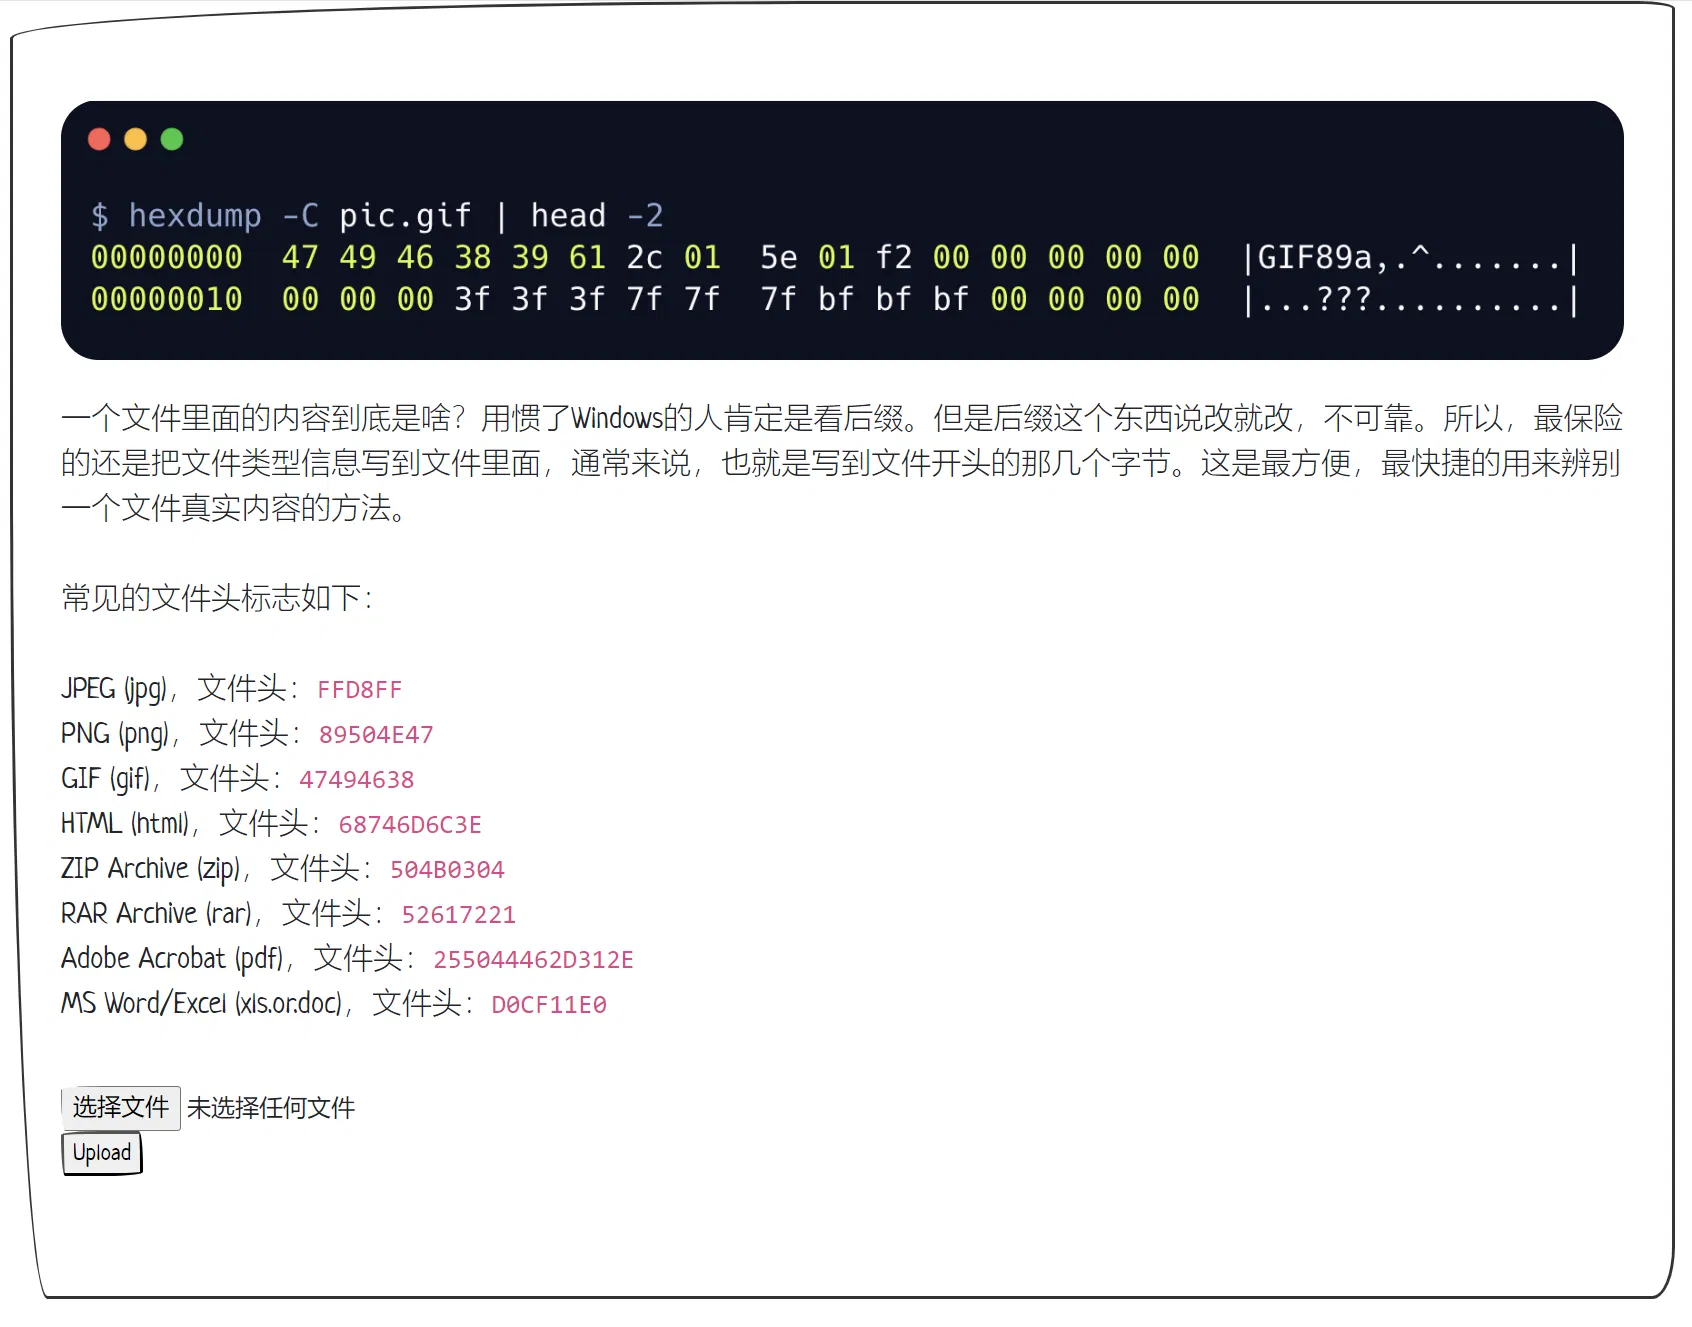 $ hexdump -C pic.gif | head -2
00000000  47 49 46 38 39 61 2c 01  5e 01 f2 00 00 00 00 00  |GIF89a,.^.......|
00000010  00 00 00 3f 3f 3f 7f 7f  7f bf bf bf 00 00 00 00  |...???..........|
一个文件里面的内容到底是啥？用惯了Windows的人肯定是看后缀。但是后缀这个东西说改就改，不可靠。所以，最保险
的还是把文件类型信息写到文件里面，通常来说，也就是写到文件开头的那几个字节。这是最方便，最快捷的用来辨别
一个文件真实内容的方法。
常见的文件头标志如下：
JPEG (jpg)，文件头：FFD8FF
PNG (png)，文件头：89504E47
GIF (gif)，文件头：47494638
HTML (html)，文件头：68746D6C3E
ZIP Archive (zip)，文件头：504B0304
RAR Archive (rar)，文件头：52617221
Adobe Acrobat (pdf)，文件头：255044462D312E
MS Word/Excel (xls.or.doc)，文件头：D0CF11E0
选择文件 未选择任何文件
Upload